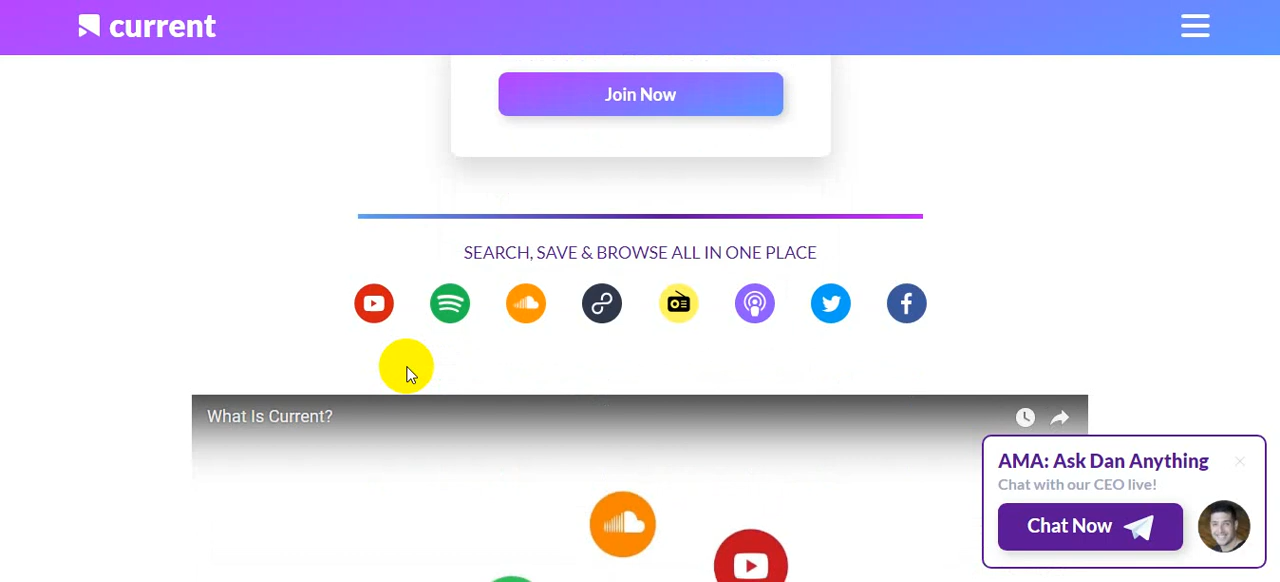 current
Join Now
SEARCH, SAVE & BROWSE ALL IN ONE PLACE
What Is Current?
AMA: Ask Dan Anything
Chat with our CEO live!
Chat Now